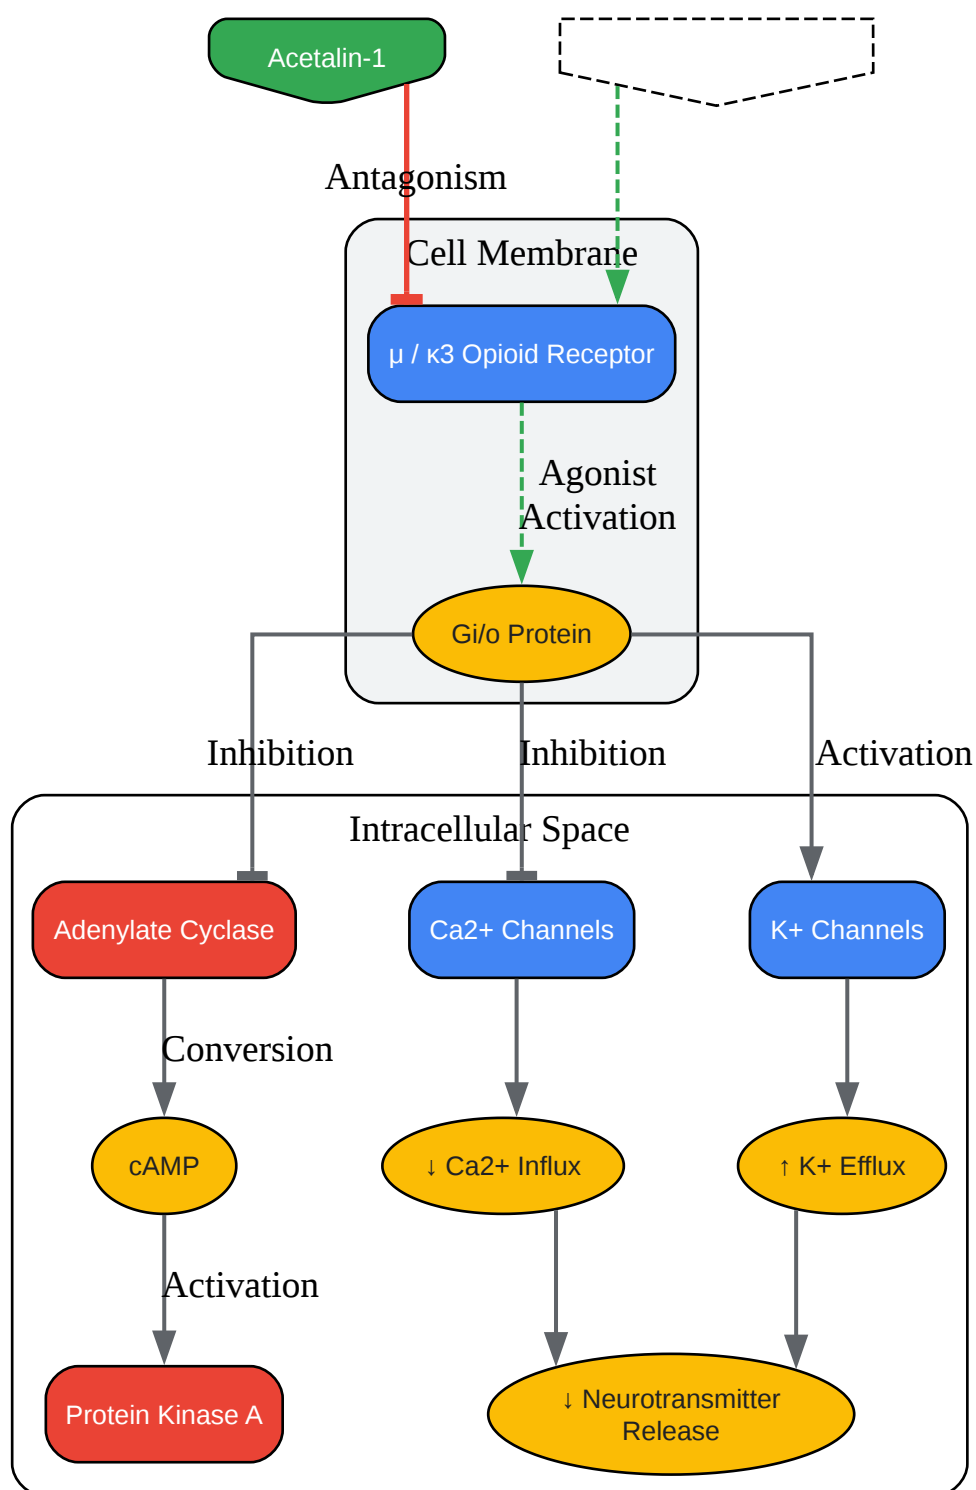 Acetalin-1
Antagonism
Cell Membrane
μ / κ3 Opioid Receptor
Agonist
Activation
Gi/o Protein
Inhibition
Inhibition
Activation
Intracellular Space
Adenylate Cyclase
Ca2+ Channels
K+ Channels
Conversion
cAMP
↓ Ca2+ Influx
↑ K+ Efflux
Activation
Protein Kinase A
↓ Neurotransmitter
Release